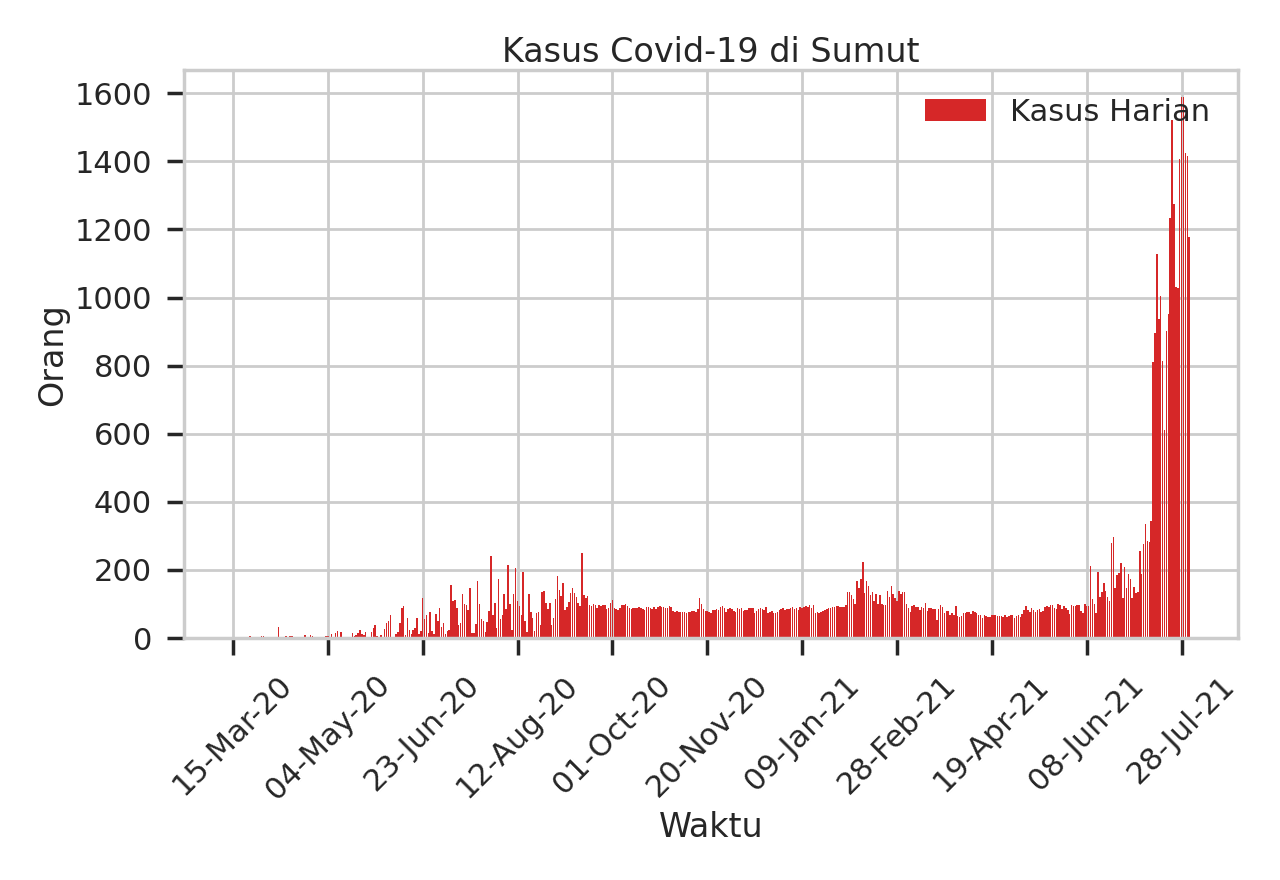 Kasus Covid-19 di Sumut
Kasus Harian
Orang
1600
1400
1200
1000
800
600
400
200
0
15-Mar-20
04-May-20
23-Jun-20
12-Aug-20
01-Oct-20
20-Nov-20
09-Jan-21
28-Feb-21
19-Apr-21
08-Jun-21
28-Jul-21
Waktu